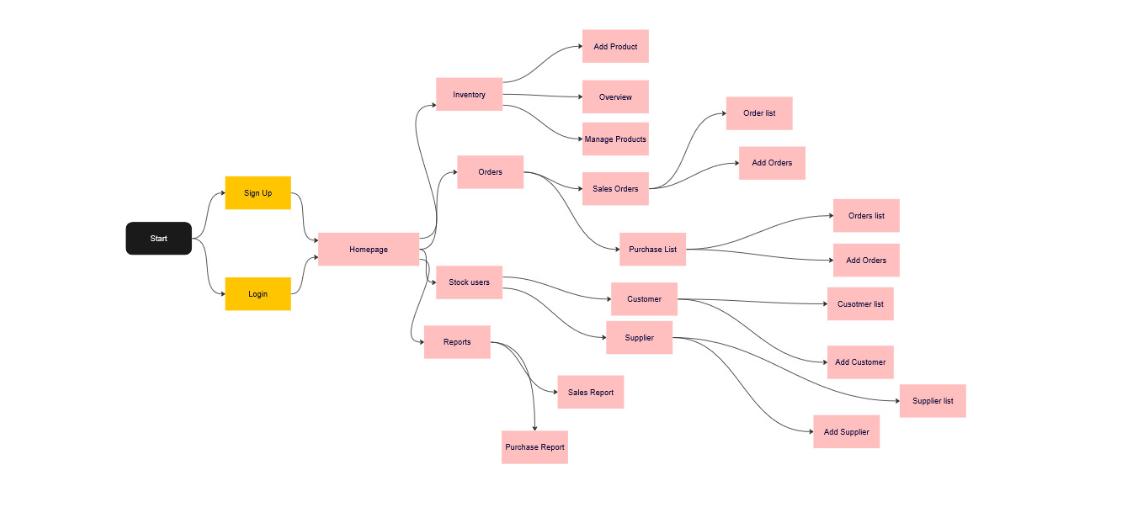 Add Product
Inventory
Overview
Order list
Manage Products
Add Orders
Orders
Sales Orders
Sign Up
Orders list
Start
Homepage
Purchase List
Add Orders
Stock users
Login
Customer
Cusotmer list
Supplier
Reports
Add Customer
Sales Report
Supplier list
Add Supplier
Purchase Report